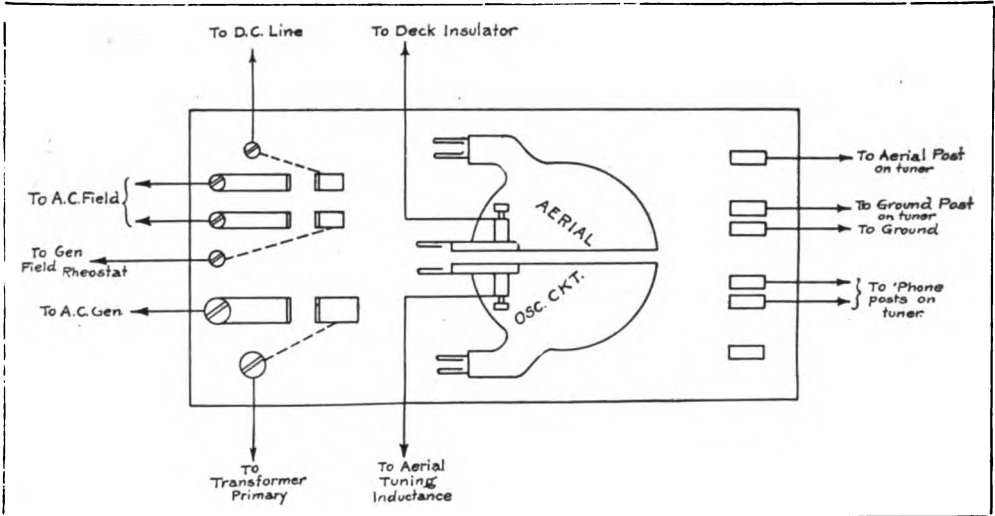 To D.C. Line
To Deck Insulator
To A.C. Field
To Gen
Field Rheostat
To A.C. Gen
To
Transformer
Primary
To Aerial
Tuning
Inductance
AERIAL
OSC. CKT.
To Aerial Post
on tuner
To Ground Post
on tuner
To Ground
To 'Phone
posts on
tuner.